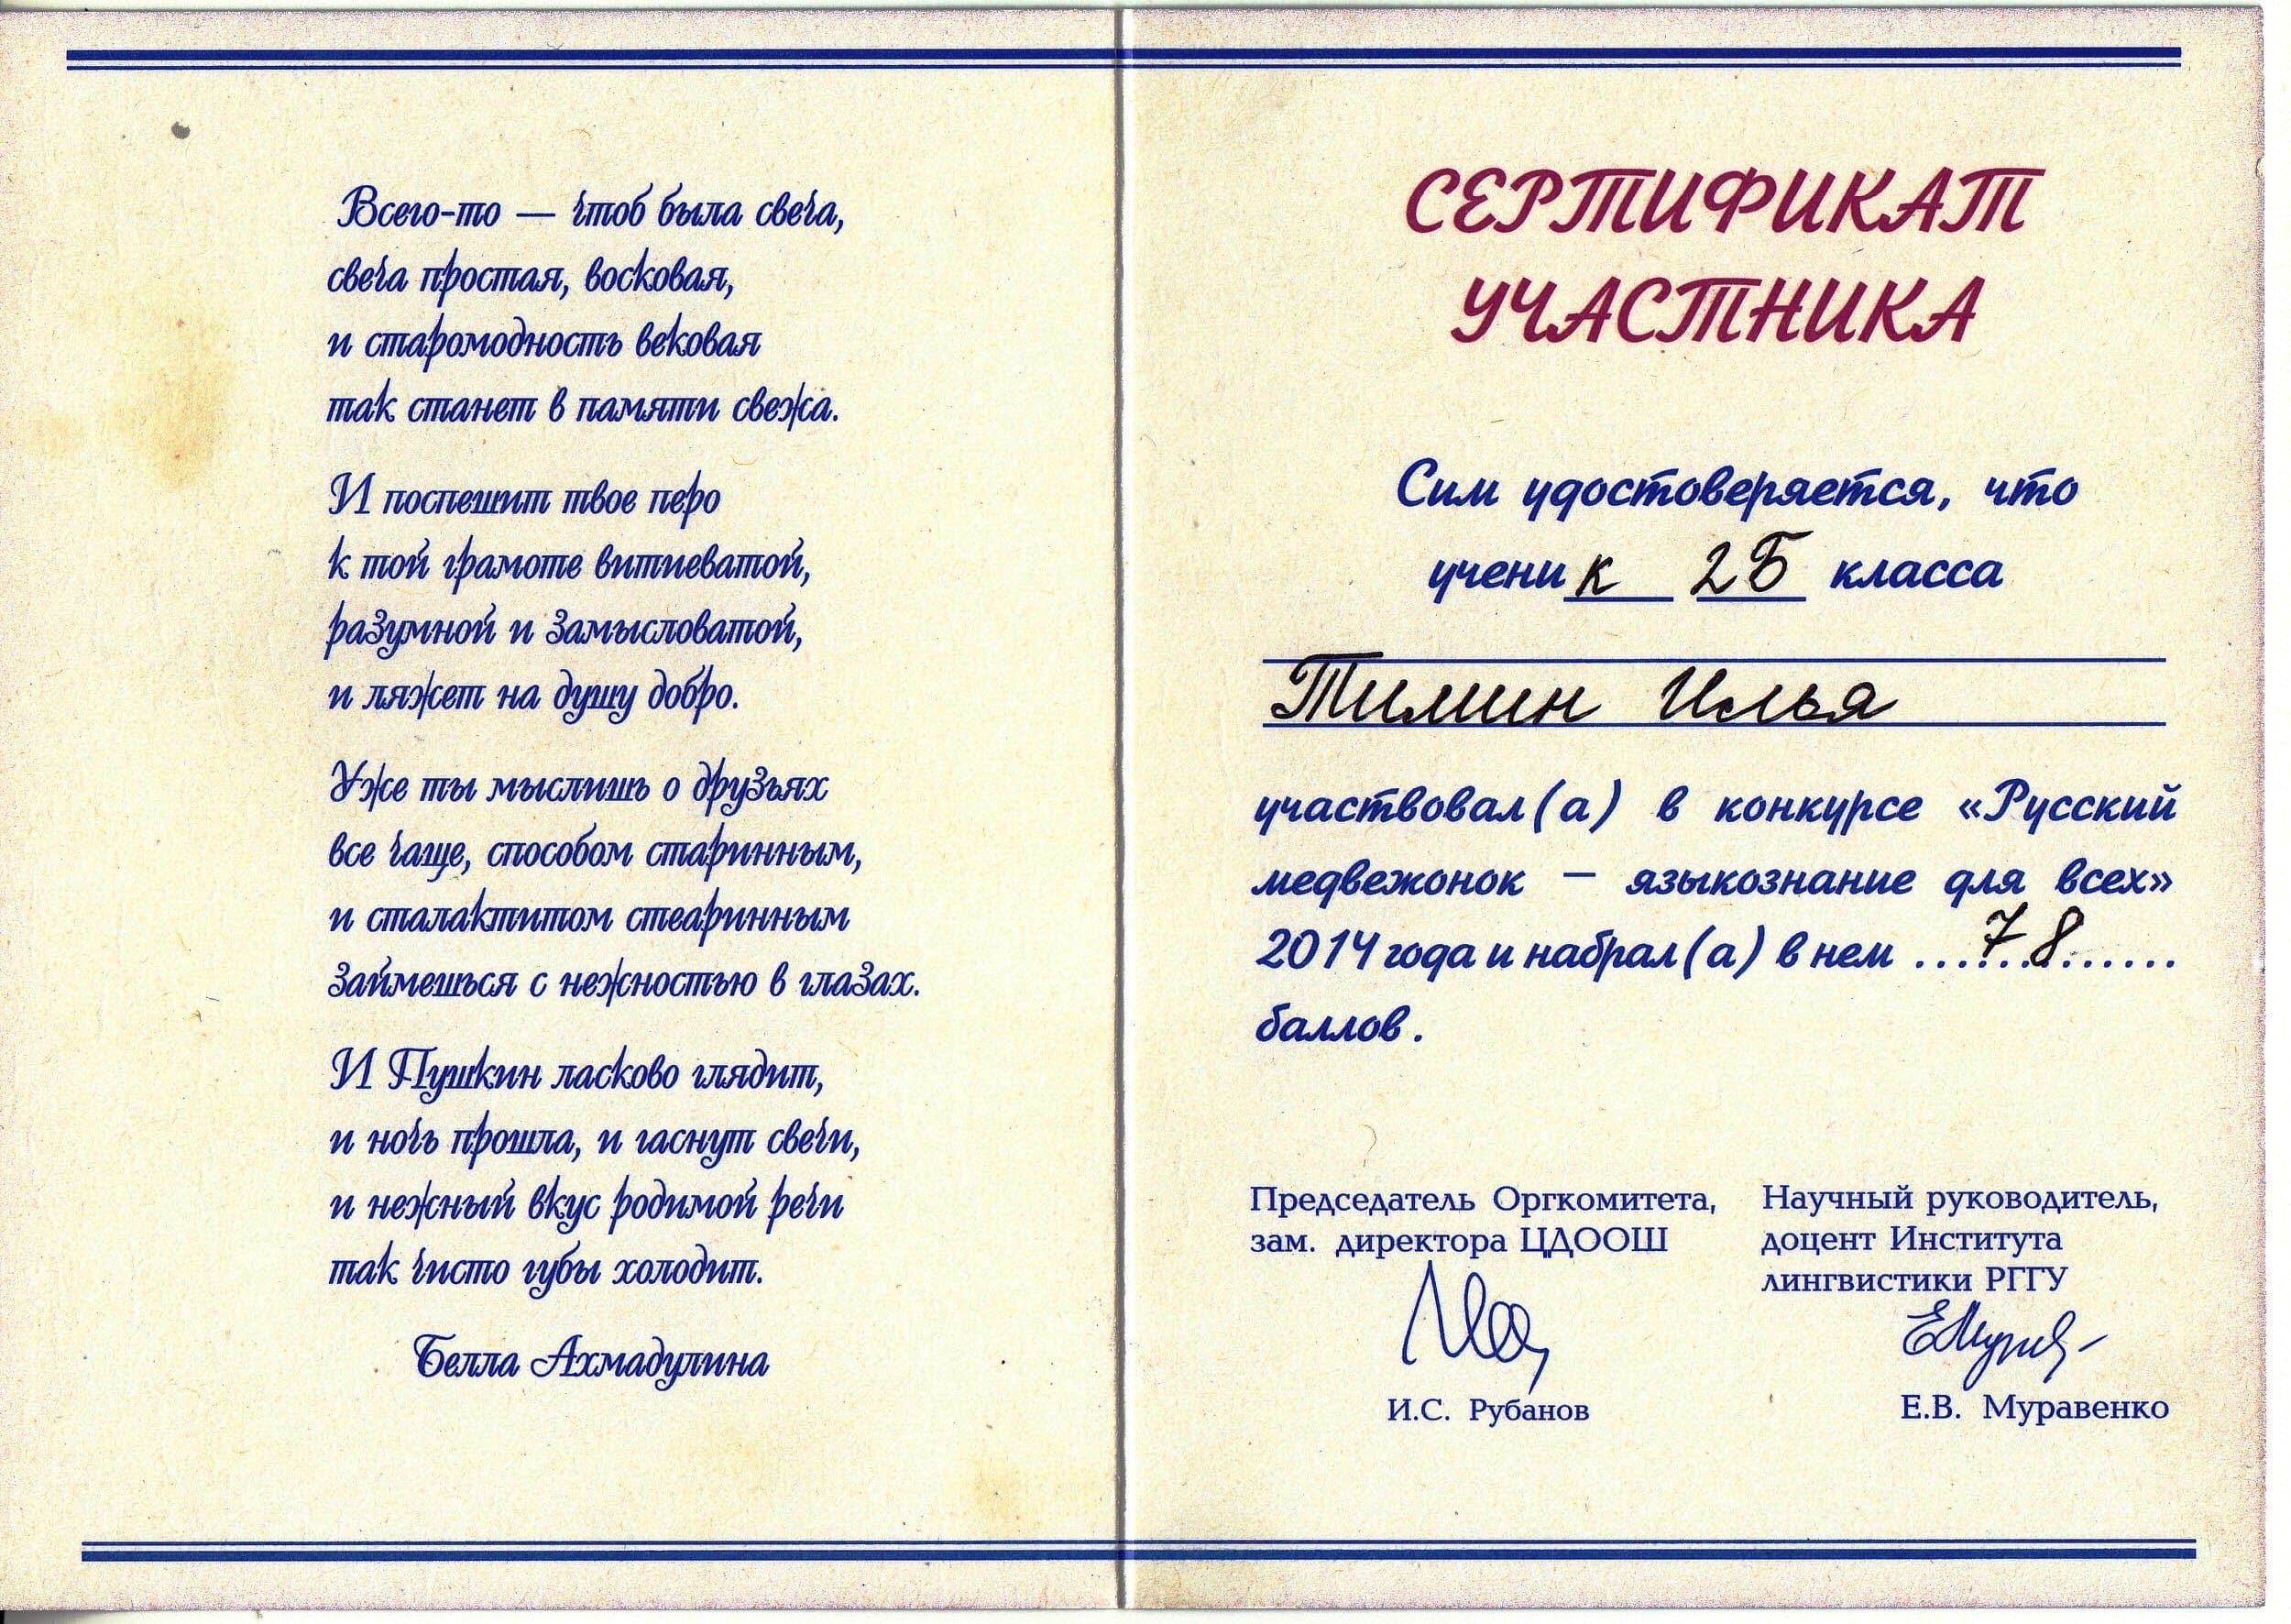 Всего-то — чтоб была свеча,
свеча простая, восковая,
и старомодность вековая
так станет в памяти свежа.
И поспешит твое перо
к той грамоте витиеватой,
разумной и замысловатой,
и ляжет на душу добро.
Уже ты мыслишь о друзьях
все чаще, способом старинным,
и сталактитом стеаринным
займешься с нежностью в глазах.
И Пушкин ласково глядит,
и ночь прошла, и гаснут свечи,
и нежный вкус родимой речи
так чисто губы холодит.
Белла Ахмадулина
СЕРТИФИКАТ
УЧАСТНИКА
Сим удостоверяется, что
ученик 2Б класса
Тимин Илья
участвовал(а) в конкурсе «Русский
медвежонок – языкознание для всех»
2014 года и набрал(а) в нем ...78......
баллов.
Председатель Оргкомитета,
зам. директора ЦДООШ
И.С. Рубанов
Научный руководитель,
доцент Института
лингвистики РГГУ
Е.В. Муравенко